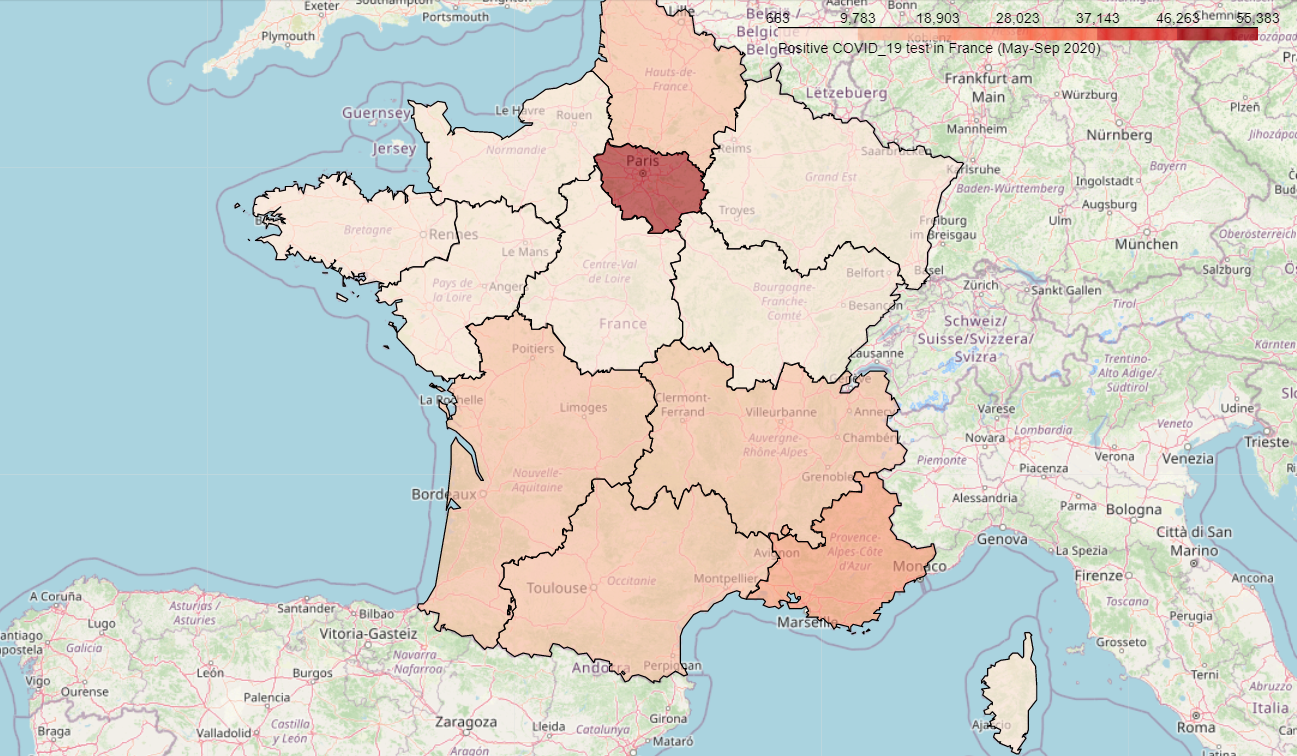 Exeter
Southampton
Brighton
Portsmouth
Plymouth
Lille
België /
Belgique /
Belgien
Aachen
Bonn
Koblenz
Chemnitz
663 9,783 18,903 28,023 37,143 46,263 55,383
Positive COVID_19 test in France (May-Sep 2020)
Frankfurt am
Main
Würzburg
Plzeň
Lëtzebuerg
Hauts-de-
France
Guernsey
Le Havre
Rouen
Mannheim
Nürnberg
Jersey
Normandie
Paris
Reims
Saarbrücken
Karlsruhe
Bayern
Grand Est
Baden-Württemberg
Ingolstadt
Augsburg
Troyes
Freiburg
im Breisgau
Ulm
München
Oberösterreich
Bretagne
Rennes
Le Mans
Centre-Val
de Loire
Belfort
Basel
Salzburg
Zürich
Sankt Gallen
Pays de
la Loire
Angers
Bourgogne-
Franche-
Comté
Besançon
Tirol
France
Schweiz/
Suisse/Svizzera/
Svizra
Kärnten
Poitiers
Lausanne
Trentino-
Alto Adige/
Südtirol
Genève
La Rochelle
Limoges
Clermont-
Ferrand
Villeurbanne
Annecy
Varese
Udine
Lombardia
Veneto
Auvergne-
Rhône-Alpes
Chambéry
Novara
Trieste
Piemonte
Verona
Venezia
Piacenza
Nouvelle-
Aquitaine
Grenoble
Bordeaux
Alessandria
Parma
Bologna
Genova
Città di San
Marino
Provence-
Alpes-Côte
d'Azur
Avignon
La Spezia
Monaco
Firenze
Ancona
Toulouse
Occitanie
Montpellier
A Coruña
Asturias /
Santander
Bilbao
Toscana
Perugia
Marseille
Lugo
Vitoria-Gasteiz
Galicia
Grosseto
Navarra -
Nafarroa
Andorra
Perpignan
León
Burgos
Terni
Vigo
Ourense
Palencia
Abruzzo
Italia
Girona
Ajaccio
Zaragoza
Lleida
Catalunya
Castilla
y León
Roma
Braga
Valladolid
Mataró
Aragón